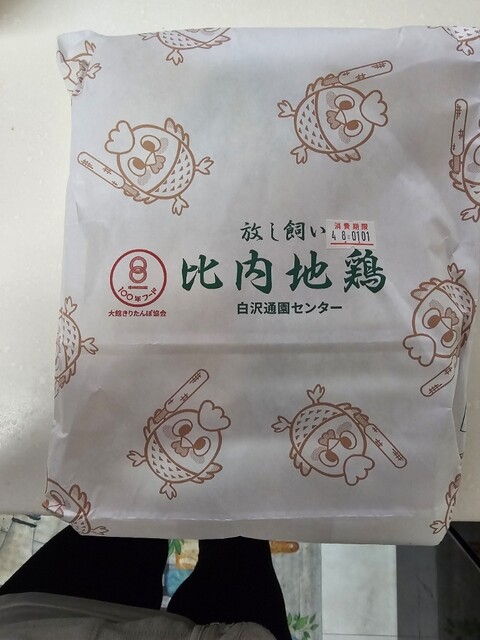 放し飼い
消費期限
4 8.-0101
比内地鶏
100年フード
大館きりたんぽ協会
白沢通園センター